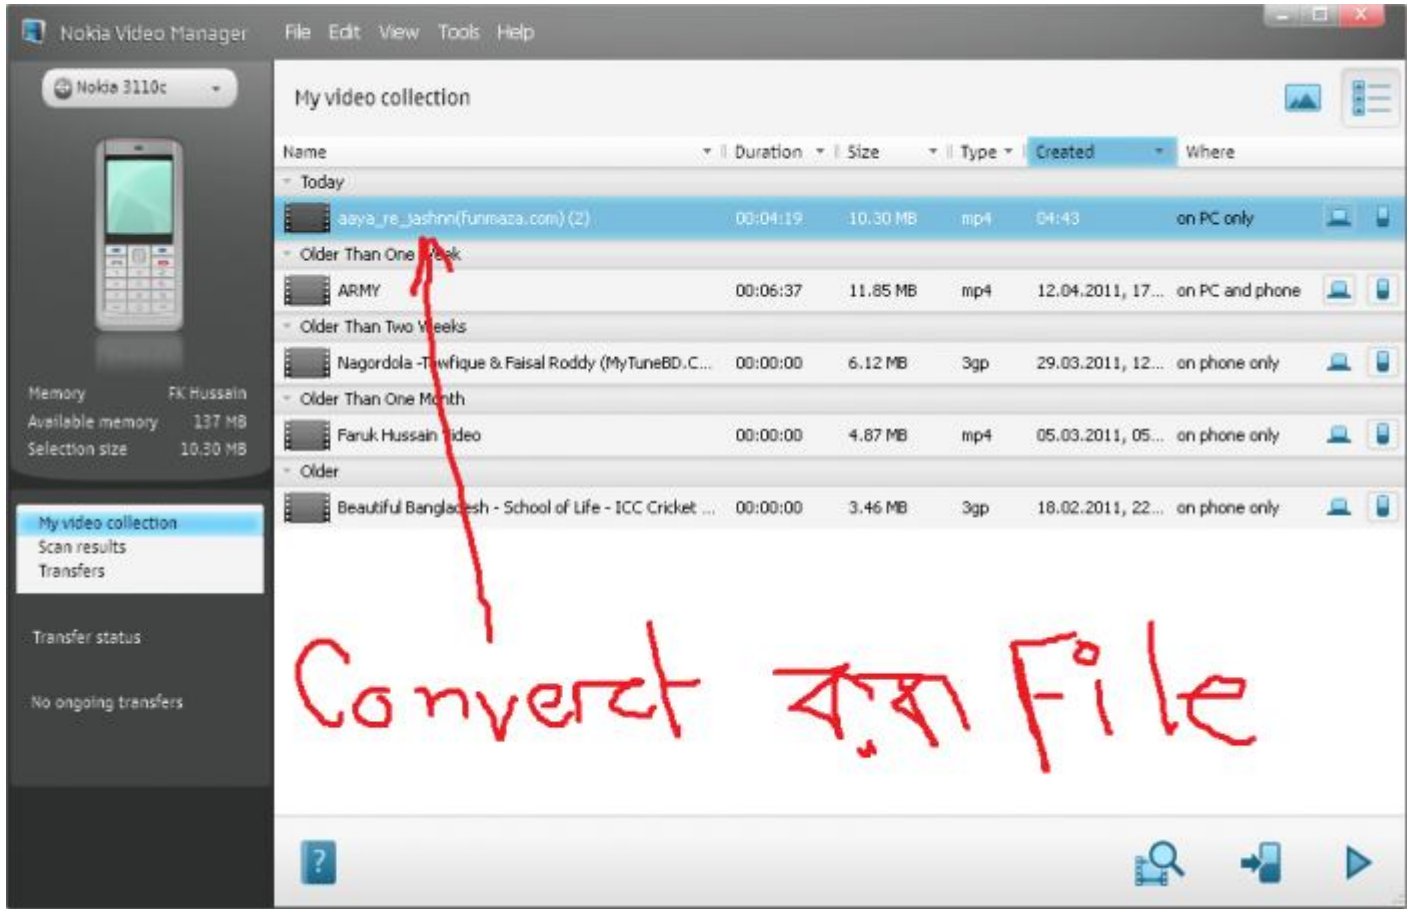 Nokia Video Manager File Edit View Tools Help
Nokia 3110c
Memory FK Hussain
Available memory 137 MB
Selection size 10.30 MB
My video collection
Scan results
Transfers
Transfer status
No ongoing transfers
My video collection
Name Duration Size Type Created Where
Today
aaya_re_jashnn(funmaza.com) (2) 00:04:19 10.30 MB mp4 04:43 on PC only
Older Than One Week
ARMY 00:06:37 11.85 MB mp4 12.04.2011, 17... on PC and phone
Older Than Two Weeks
Nagordola -Tawfique & Faisal Roddy (MyTuneBD.C... 00:00:00 6.12 MB 3gp 29.03.2011, 12... on phone only
Older Than One Month
Faruk Hussain Video 00:00:00 4.87 MB mp4 05.03.2011, 05... on phone only
Older
Beautiful Bangladesh - School of Life - ICC Cricket ... 00:00:00 3.46 MB 3gp 18.02.2011, 22... on phone only
Convert করা File
?